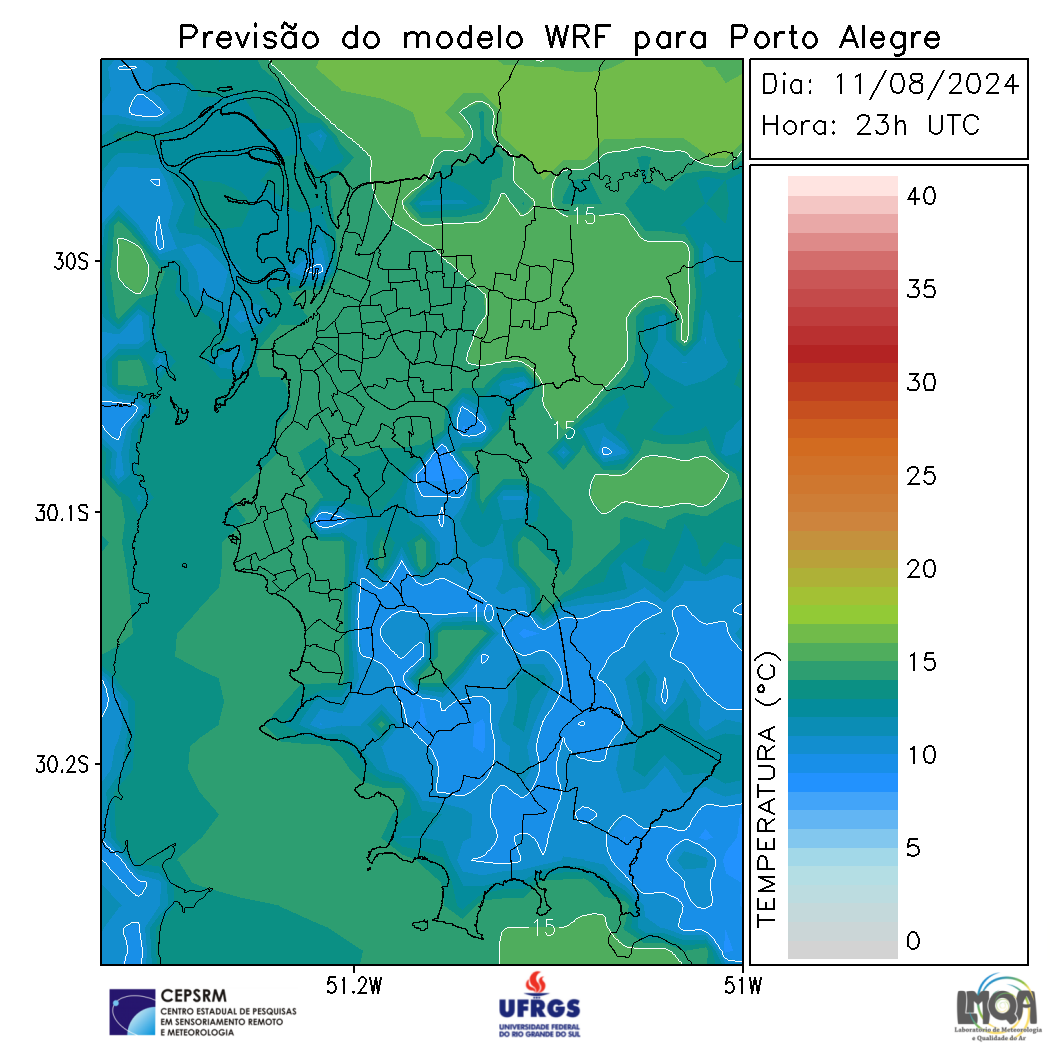 Previsão do modelo WRF para Porto Alegre
Dia: 11/08/2024
Hora: 23h UTC
40
35
30
25
20
15
10
5
0
TEMPERATURA (°C)
30S
30.1S
30.2S
51.2W
51W
15
15
10
15
CEPSRM
CENTRO ESTADUAL DE PESQUISAS
EM SENSORIAMENTO REMOTO
E METEOROLOGIA
UFRGS
UNIVERSIDADE FEDERAL
DO RIO GRANDE DO SUL
LMQA
Laboratório de Meteorologia
e Qualidade do Ar